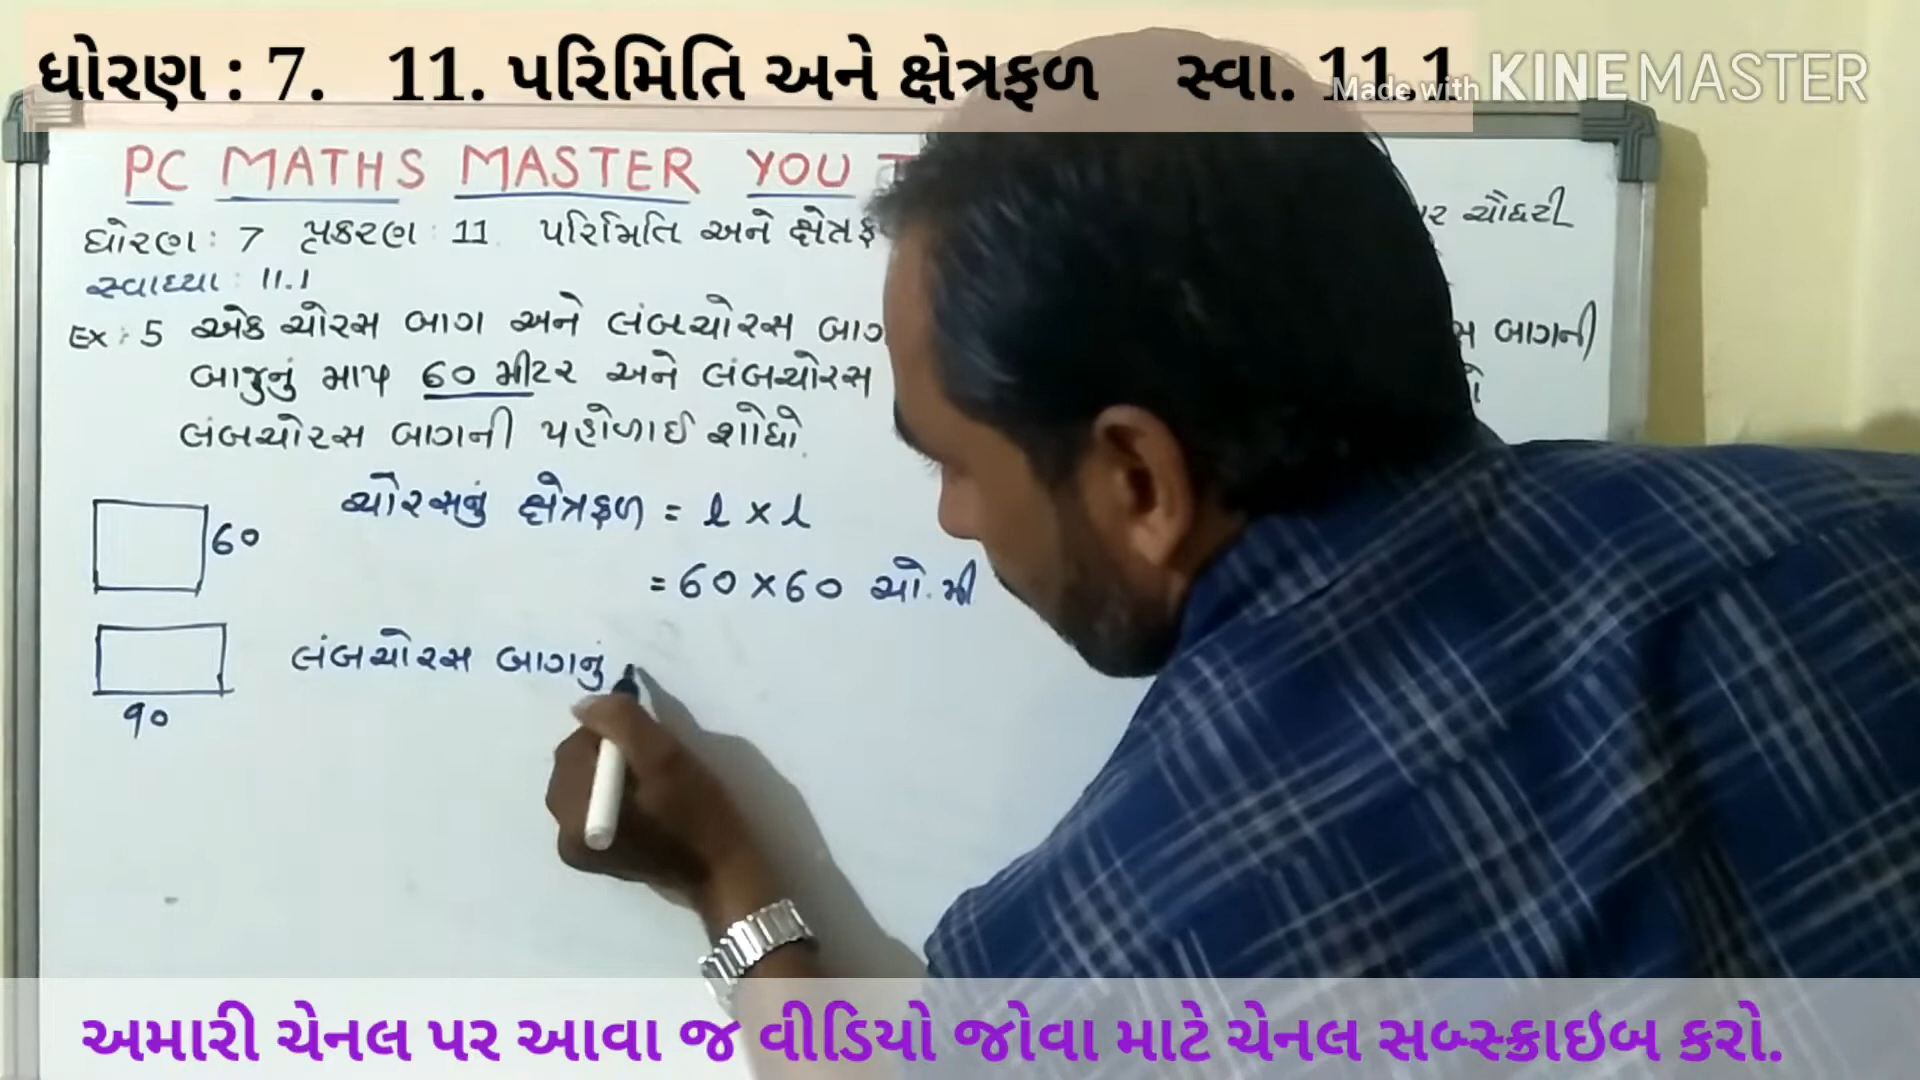 ધોરણ : 7. 11. પરિમિતિ અને ક્ષેત્રફળ સ્વા. 11.1
Made with KINEMASTER
PC MATHS MASTER YOU T
ધોરણ : 7 પ્રકરણ : 11 પરિમિતિ અને ક્ષેત્રફ ચૌધરી
સ્વાધ્યા : 11.1
Ex : 5 એક ચોરસ બાગ અને લંબચોરસ બાગ બાગની
બાજુનું માપ 60 મીટર અને લંબચોરસ
લંબચોરસ બાગની પહોળાઈ શોધો.
ચોરસનું ક્ષેત્રફળ = l × l
60
= 60 × 60 ચો.મી
લંબચોરસ બાગનું
90
અમારી ચેનલ પર આવા જ વીડિયો જોવા માટે ચેનલ સબ્સ્ક્રાઇબ કરો.